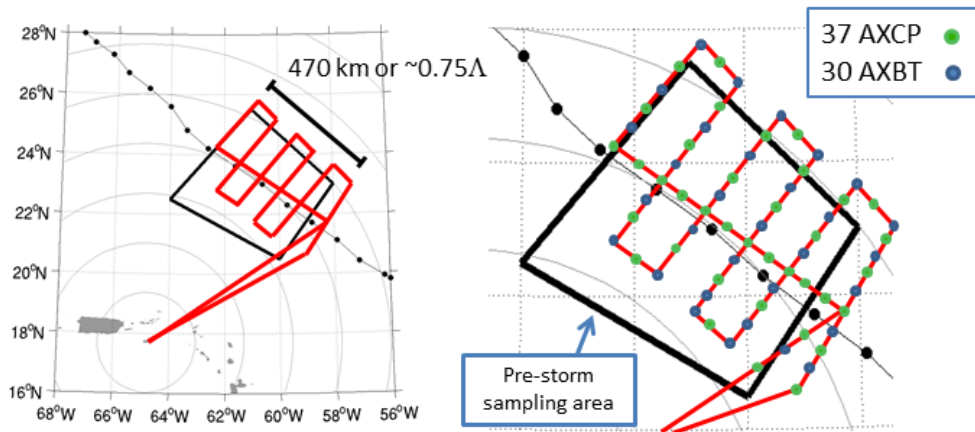 28°N
26°N
24°N
22°N
20°N
18°N
16°N
68°W 66°W 64°W 62°W 60°W 58°W 56°W
470 km or ~0.75Λ
37 AXCP
30 AXBT
Pre-storm
sampling area